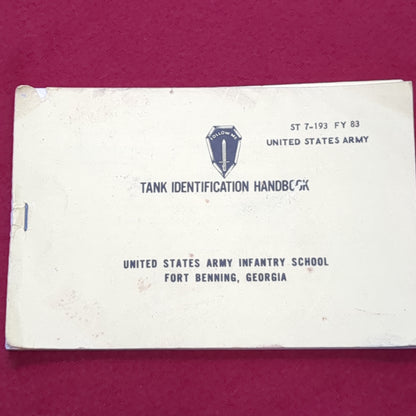 ST 7-193 FY 83
UNITED STATES ARMY
FOLLOW ME
TANK IDENTIFICATION HANDBOOK
UNITED STATES ARMY INFANTRY SCHOOL
FORT BENNING, GEORGIA